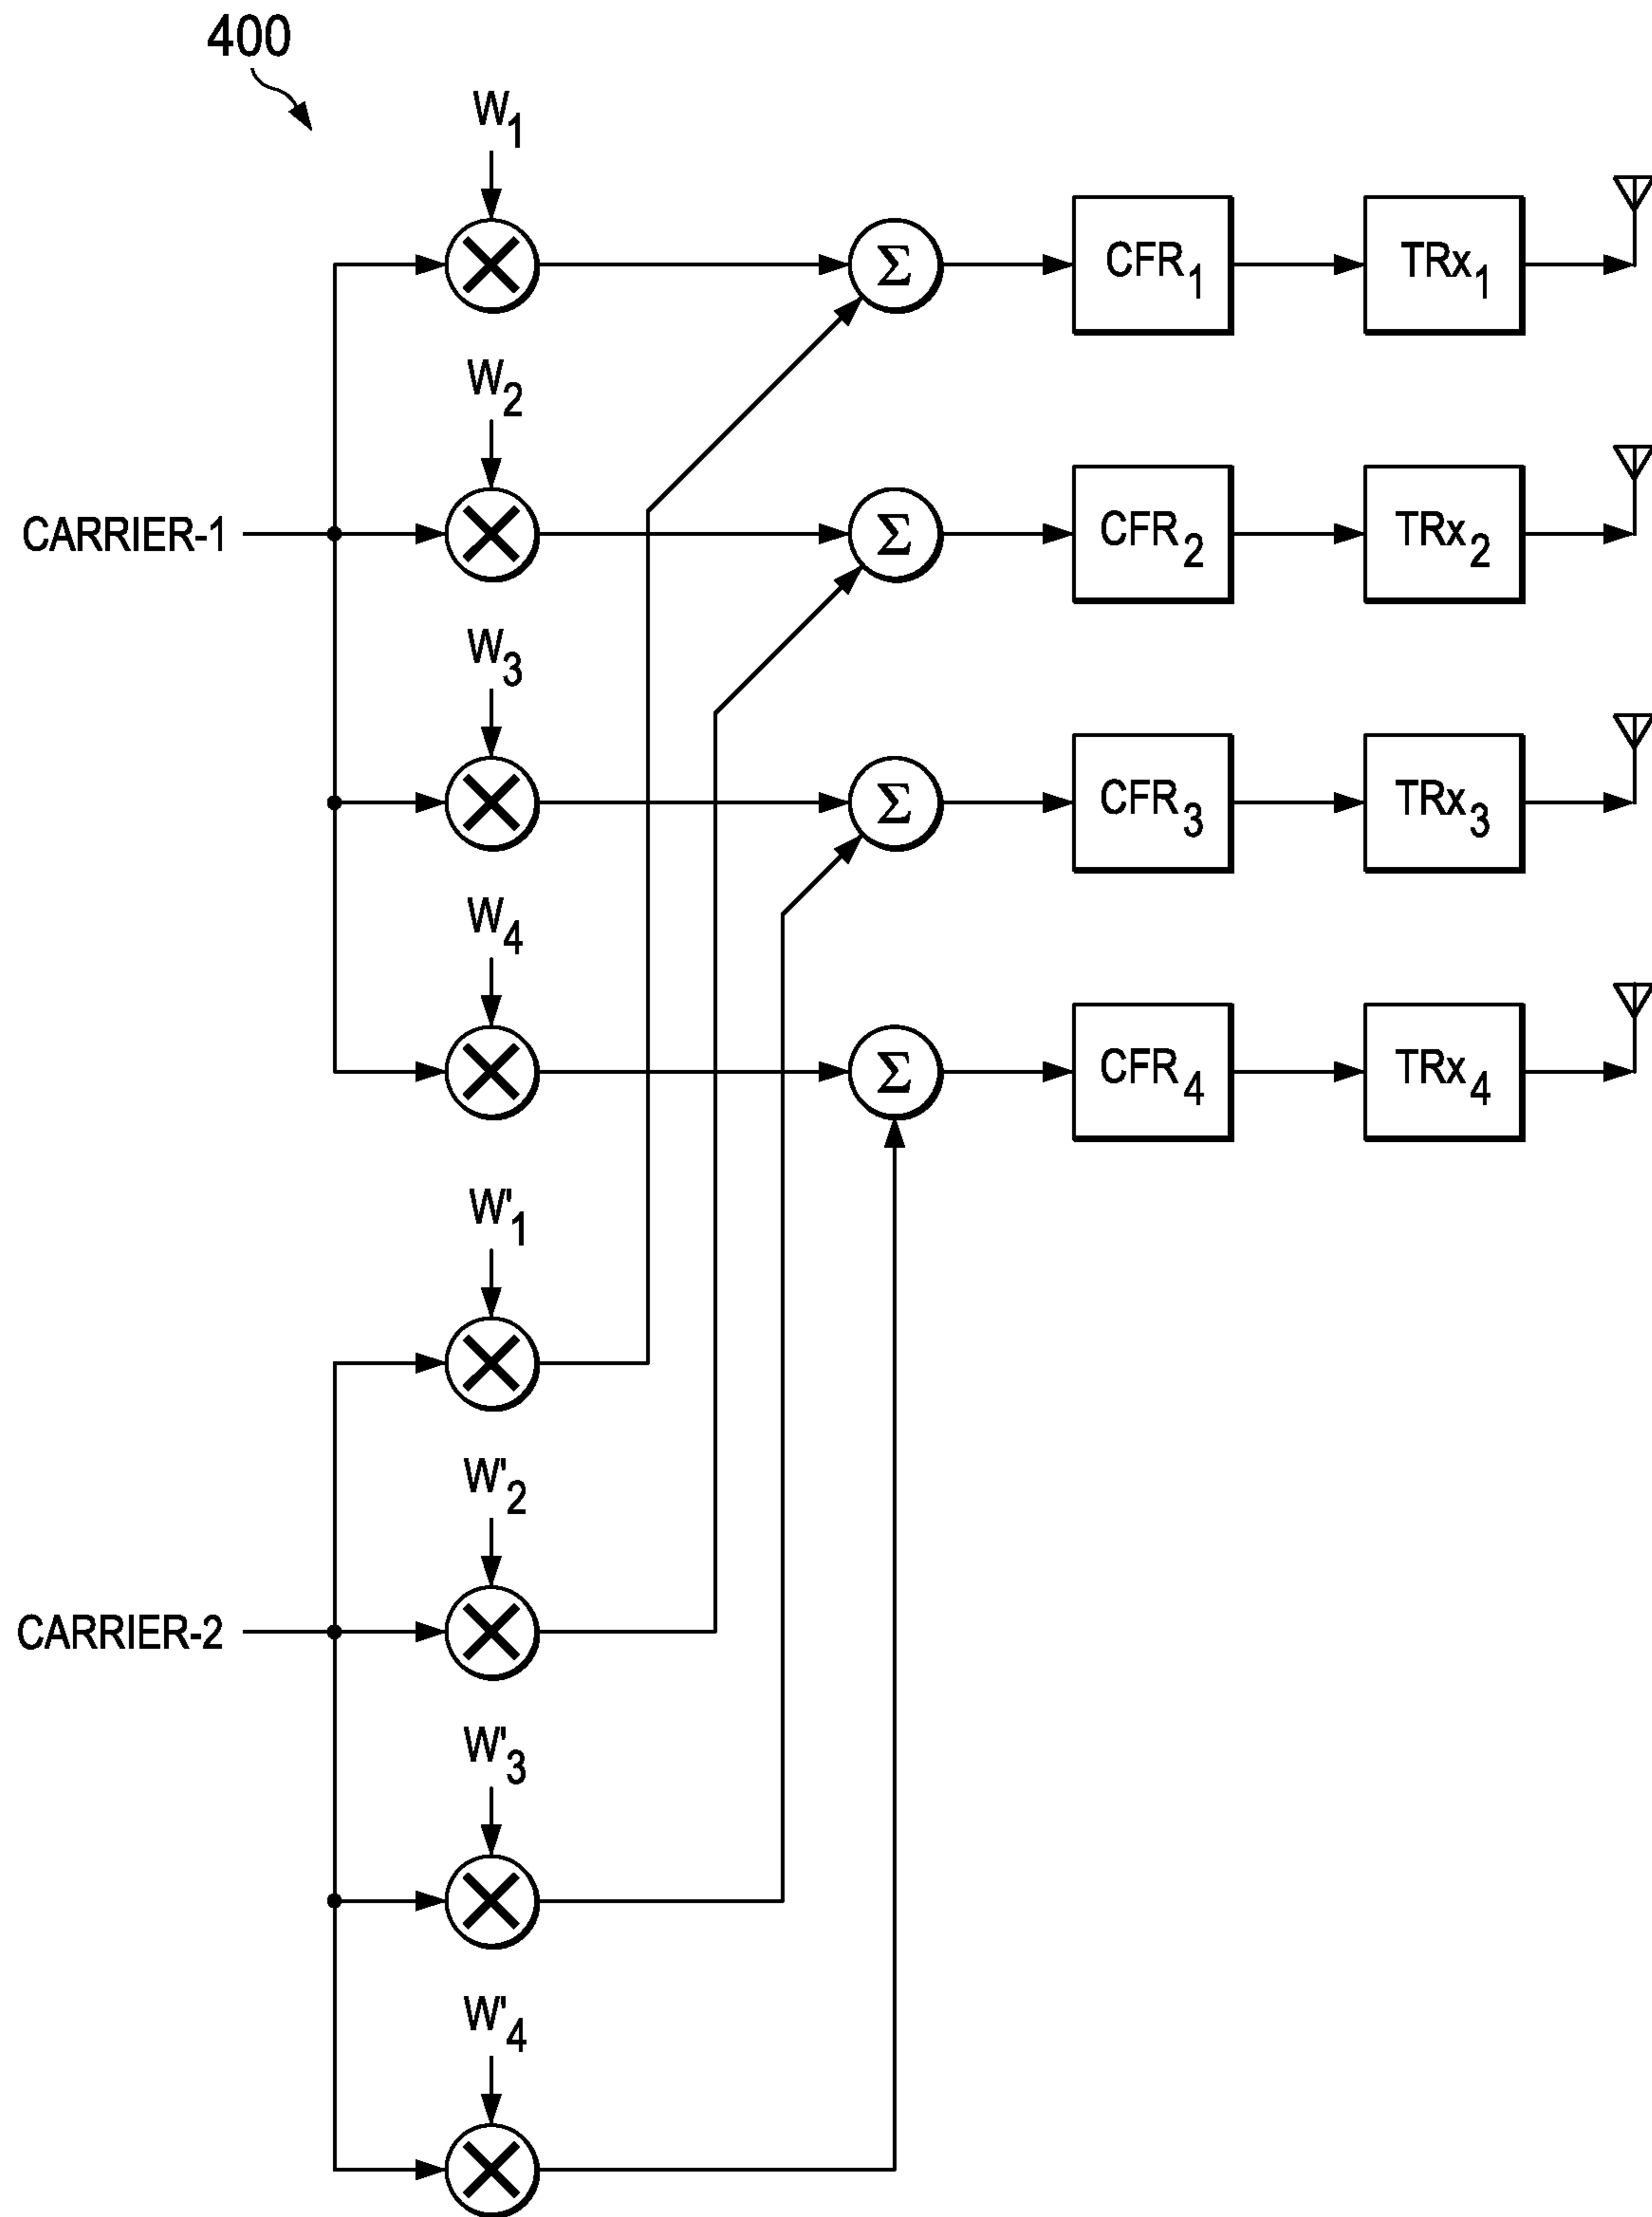 400
W1
Σ CFR1 TRx1
W2
CARRIER-1 Σ CFR2 TRx2
W3
Σ CFR3 TRx3
W4
Σ CFR4 TRx4
W'1
W'2
CARRIER-2
W'3
W'4